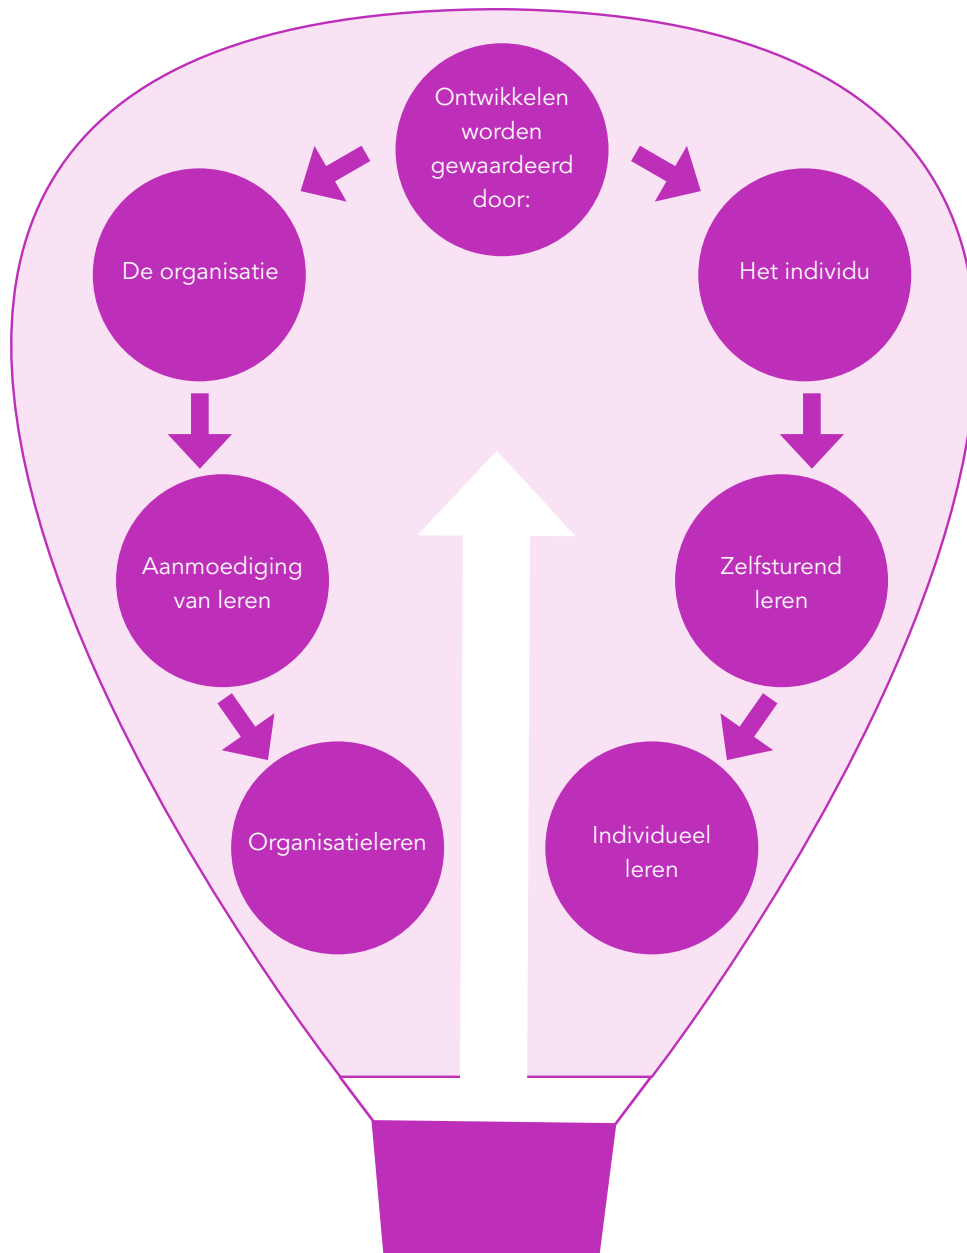 Ontwikkelen
worden
gewaardeerd
door:
De organisatie
Het individu
Aanmoediging
van leren
Zelfsturend
leren
Organisatieleren
Individueel
leren